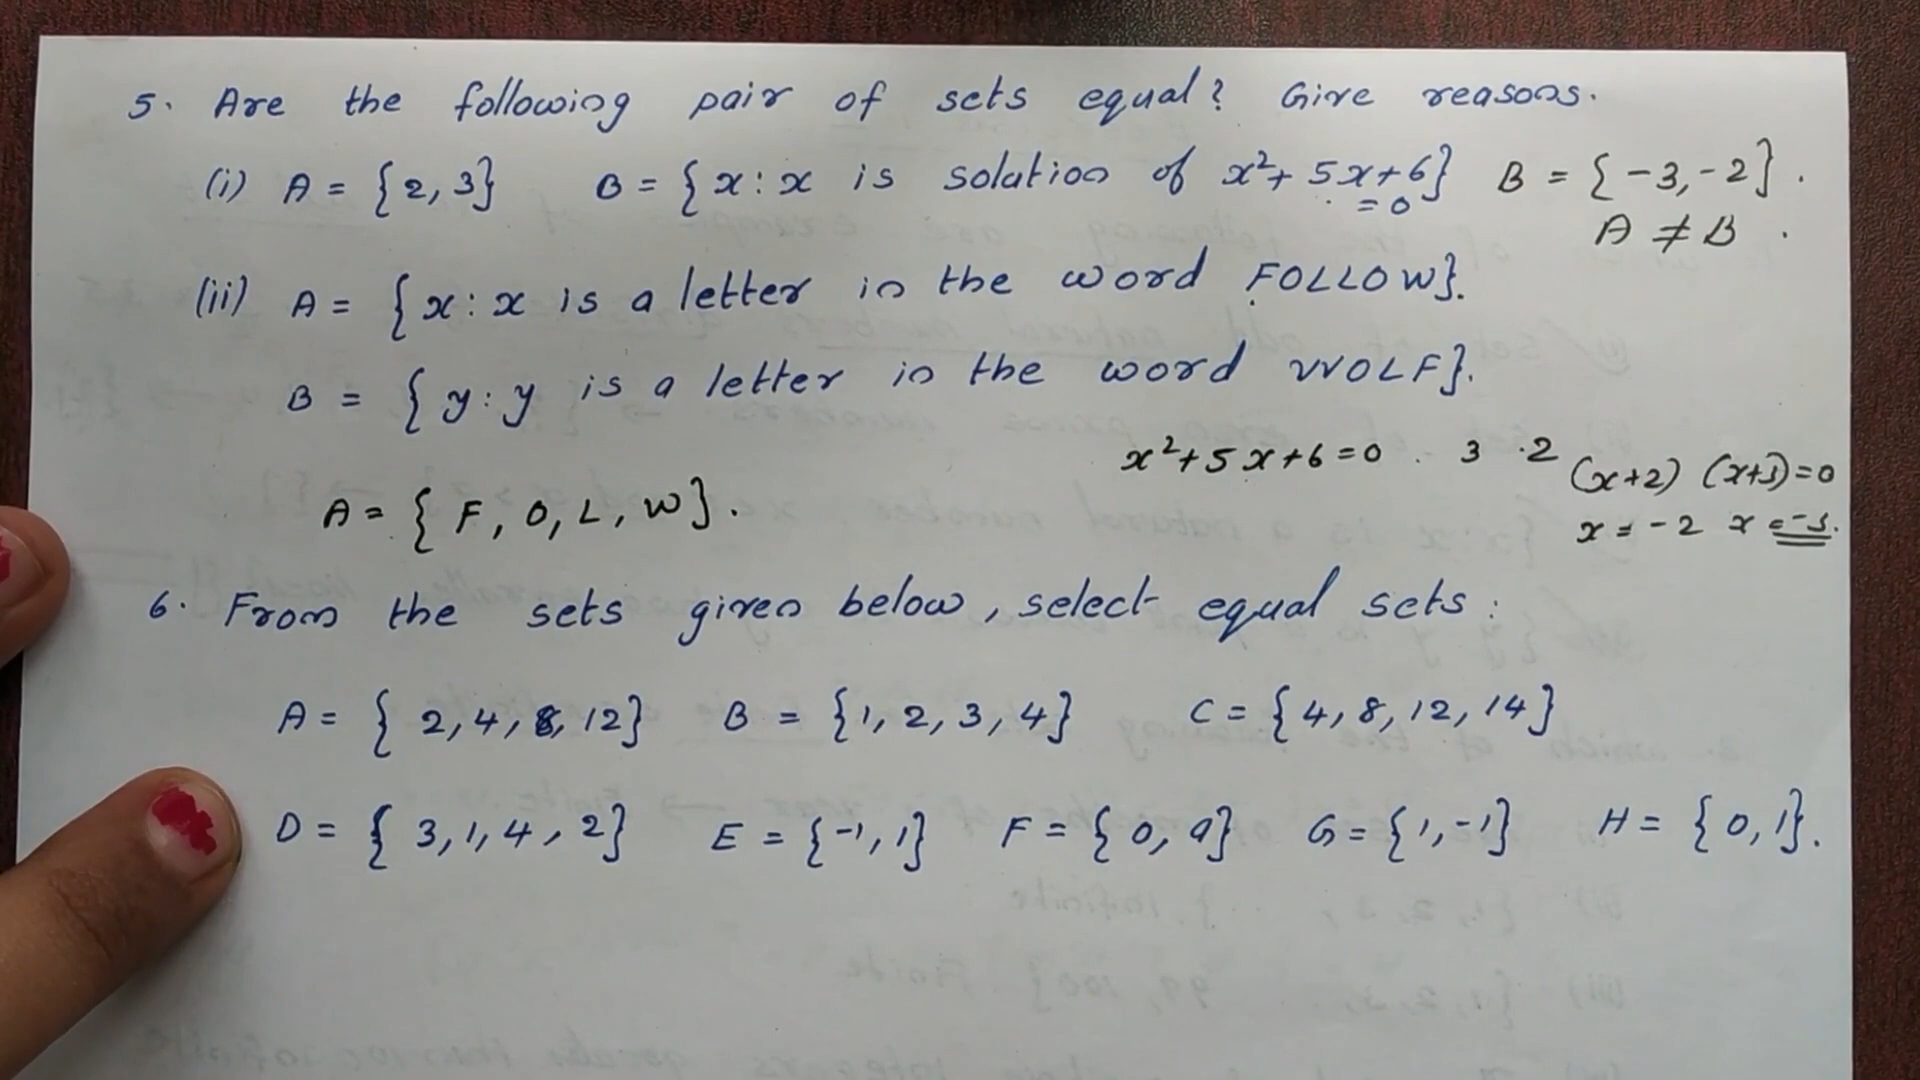 5. Are the following pair of sets equal? Give reasons.
(i) A = {2, 3} B = {x : x is solution of x²+ 5x+6} B = {-3,-2}.
= 0
A ≠ B .
(ii) A = {x : x is a letter in the word FOLLOW}.
B = {y : y is a letter in the word WOLF}.
x²+5x+6=0 . 3 .2 (x+2) (x+3)=0
A = {F, O, L, W}.
x = -2 x = -3.
6. From the sets given below, select equal sets :
A = { 2,4, 8, 12} B = {1, 2, 3, 4} C = {4, 8, 12, 14}
D = { 3, 1, 4, 2} E = {-1, 1} F = {0, a} G = {1, -1} H = {0, 1}.